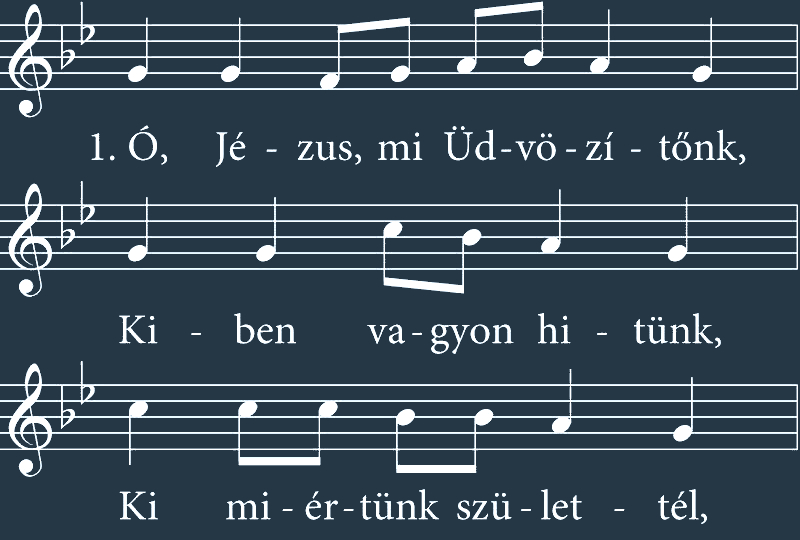 1. Ó, Jé - zus, mi Üd-vö - zí - tőnk,
Ki - ben va - gyon hi - tünk,
Ki mi - ér - tünk szü - let - tél,